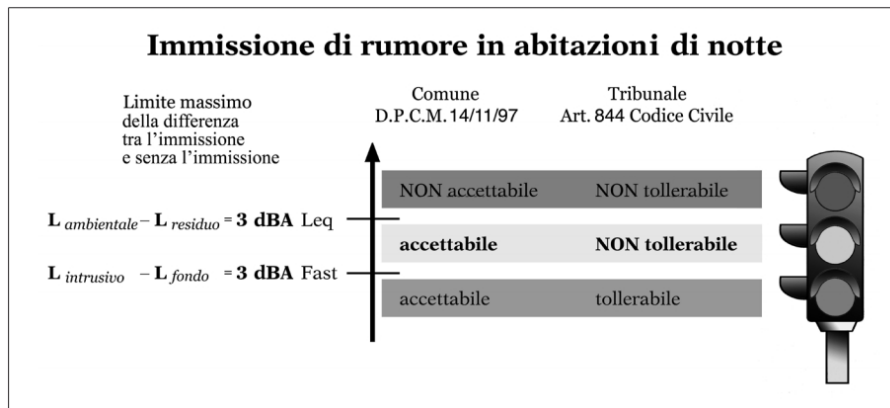 Immissione di rumore in abitazioni di notte
Limite massimo
della differenza
tra l'immissione
e senza l'immissione
Comune
D.P.C.M. 14/11/97
Tribunale
Art. 844 Codice Civile
NON accettabile NON tollerabile
L ambientale – L residuo = 3 dBA Leq
accettabile NON tollerabile
L intrusivo – L fondo = 3 dBA Fast
accettabile tollerabile